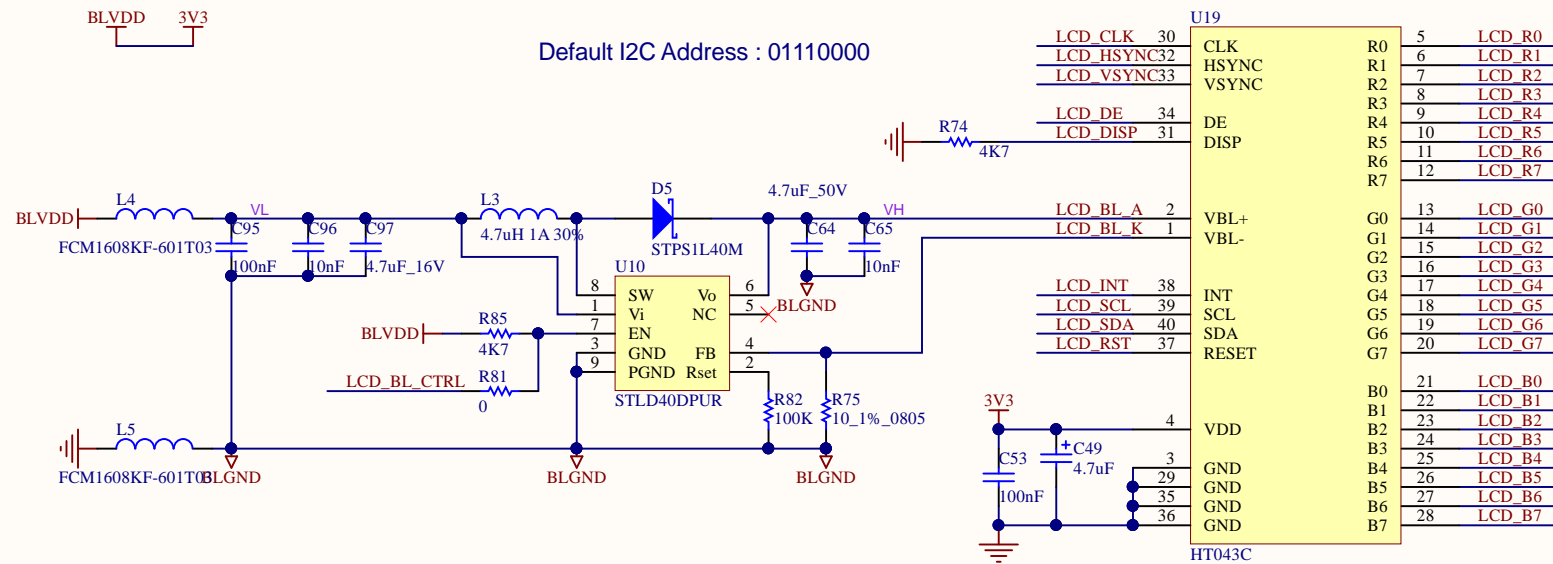 BLVDD 3V3
Default I2C Address : 01110000
U19
LCD_CLK 30 CLK R0 5 LCD_R0
LCD_HSYNC 32 HSYNC R1 6 LCD_R1
LCD_VSYNC 33 VSYNC R2 7 LCD_R2
R3 8 LCD_R3
LCD_DE 34 DE R4 9 LCD_R4
R74 4K7 LCD_DISP 31 DISP R5 10 LCD_R5
R6 11 LCD_R6
R7 12 LCD_R7
BLVDD L4 FCM1608KF-601T03
VL
C95 100nF
C96 10nF
C97 4.7uF_16V
L3 4.7uH 1A 30%
D5 STPS1L40M
4.7uF_50V
C64
VH
C65 10nF
BLGND
LCD_BL_A 2 VBL+ G0 13 LCD_G0
LCD_BL_K 1 VBL- G1 14 LCD_G1
G2 15 LCD_G2
G3 16 LCD_G3
LCD_INT 38 INT G4 17 LCD_G4
LCD_SCL 39 SCL G5 18 LCD_G5
LCD_SDA 40 SDA G6 19 LCD_G6
LCD_RST 37 RESET G7 20 LCD_G7
U10
8 SW Vo 6
1 Vi NC 5
7 EN
3 GND FB 4
9 PGND Rset 2
STLD40DPUR
BLVDD R85 4K7
LCD_BL_CTRL R81 0
R82 100K
R75 10_1%_0805
L5 FCM1608KF-601T03
BLGND
BLGND
BLGND
3V3
C53 100nF
C49 4.7uF
+
B0 21 LCD_B0
B1 22 LCD_B1
4 VDD B2 23 LCD_B2
B3 24 LCD_B3
3 GND B4 25 LCD_B4
29 GND B5 26 LCD_B5
35 GND B6 27 LCD_B6
36 GND B7 28 LCD_B7
HT043C